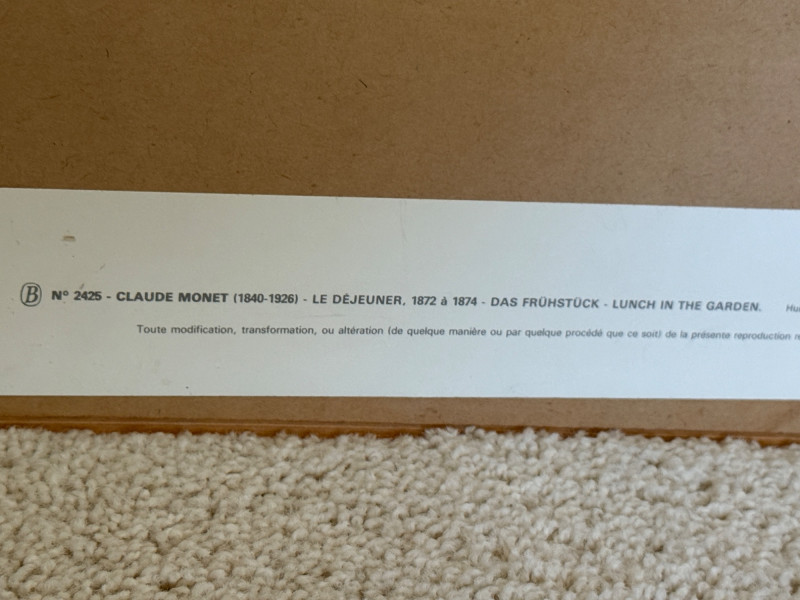 B Nº 2425 - CLAUDE MONET (1840-1926) - LE DÉJEUNER, 1872 à 1874 - DAS FRÜHSTÜCK - LUNCH IN THE GARDEN.
Toute modification, transformation, ou altération (de quelque manière ou par quelque procédé que ce soit) de la présente reproduction